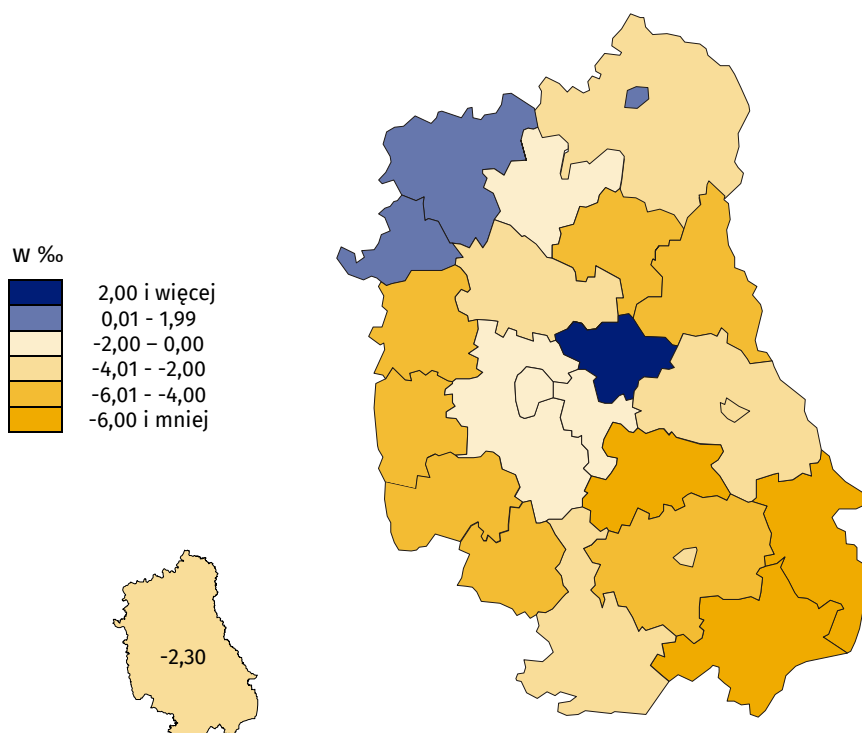 w ‰
2,00 i więcej
0,01 - 1,99
-2,00 – 0,00
-4,01 - -2,00
-6,01 - -4,00
-6,00 i mniej
-2,30